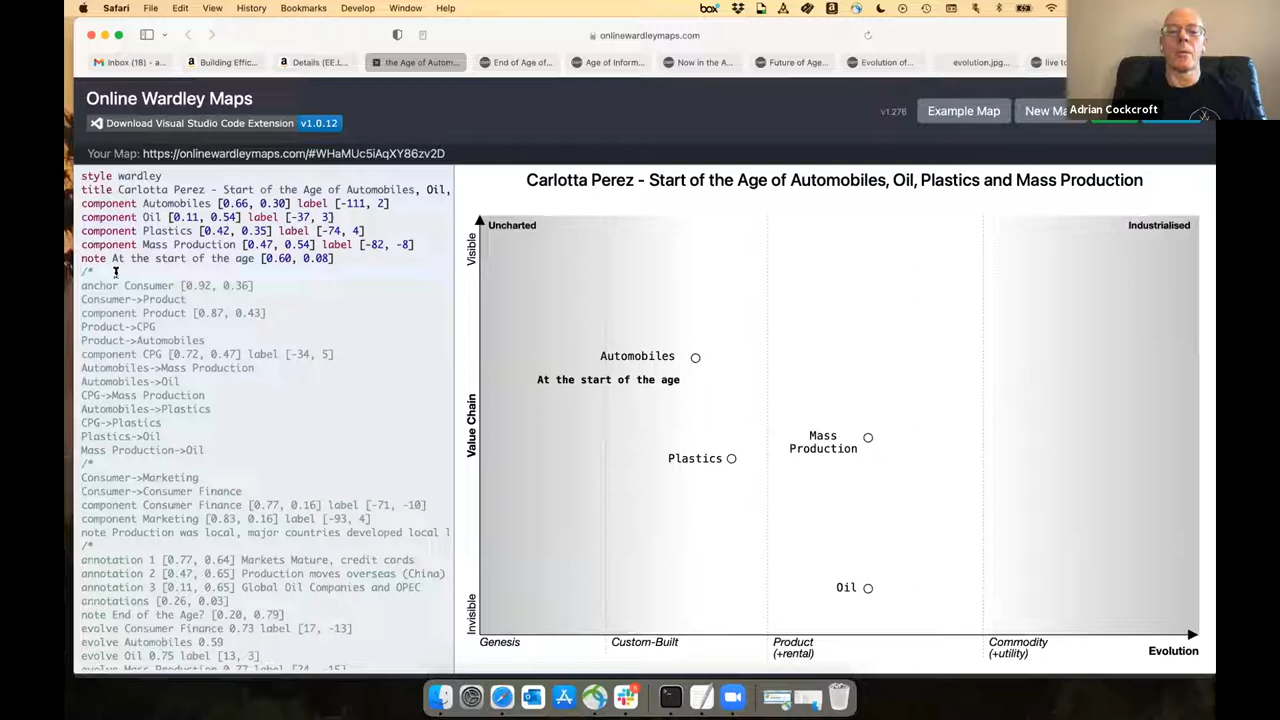 Safari File Edit View History Bookmarks Develop Window Help
box
onlinewardleymaps.com
Inbox (18) - a...
Building Effic...
Details (EE.L...
the Age of Autom...
End of Age of...
Age of Inform...
Now in the A...
Future of Age...
Evolution of
evolution.jpg...
live to
Adrian Cockcroft
Online Wardley Maps
Download Visual Studio Code Extension v1.0.12
v1.276
Example Map
New Ma
Your Map: https://onlinewardleymaps.com/#WHaMUc5iAqXY86zv2D
style wardley
title Carlotta Perez - Start of the Age of Automobiles, Oil,
component Automobiles [0.66, 0.30] label [-111, 2]
component Oil [0.11, 0.54] label [-37, 3]
component Plastics [0.42, 0.35] label [-74, 4]
component Mass Production [0.47, 0.54] label [-82, -8]
note At the start of the age [0.60, 0.08]
/*
anchor Consumer [0.92, 0.36]
Consumer->Product
component Product [0.87, 0.43]
Product->CPG
Product->Automobiles
component CPG [0.72, 0.47] label [-34, 5]
Automobiles->Mass Production
Automobiles->Oil
CPG->Mass Production
Automobiles->Plastics
CPG->Plastics
Plastics->Oil
Mass Production->Oil
/*
Consumer->Marketing
Consumer->Consumer Finance
component Consumer Finance [0.77, 0.16] label [-71, -10]
component Marketing [0.83, 0.16] label [-93, 4]
note Production was local, major countries developed local l
/*
annotation 1 [0.77, 0.64] Markets Mature, credit cards
annotation 2 [0.47, 0.65] Production moves overseas (China)
annotation 3 [0.11, 0.65] Global Oil Companies and OPEC
annotations [0.26, 0.03]
note End of the Age? [0.20, 0.79]
evolve Consumer Finance 0.73 label [17, -13]
evolve Automobiles 0.59
evolve Oil 0.75 label [13, 3]
evolve Mass Production 0.77 label [24, -15]
Carlotta Perez - Start of the Age of Automobiles, Oil, Plastics and Mass Production
Uncharted
Industrialised
Visible
Value Chain
Invisible
Automobiles
At the start of the age
Mass
Production
Plastics
Oil
Genesis
Custom-Built
Product
(+rental)
Commodity
(+utility)
Evolution